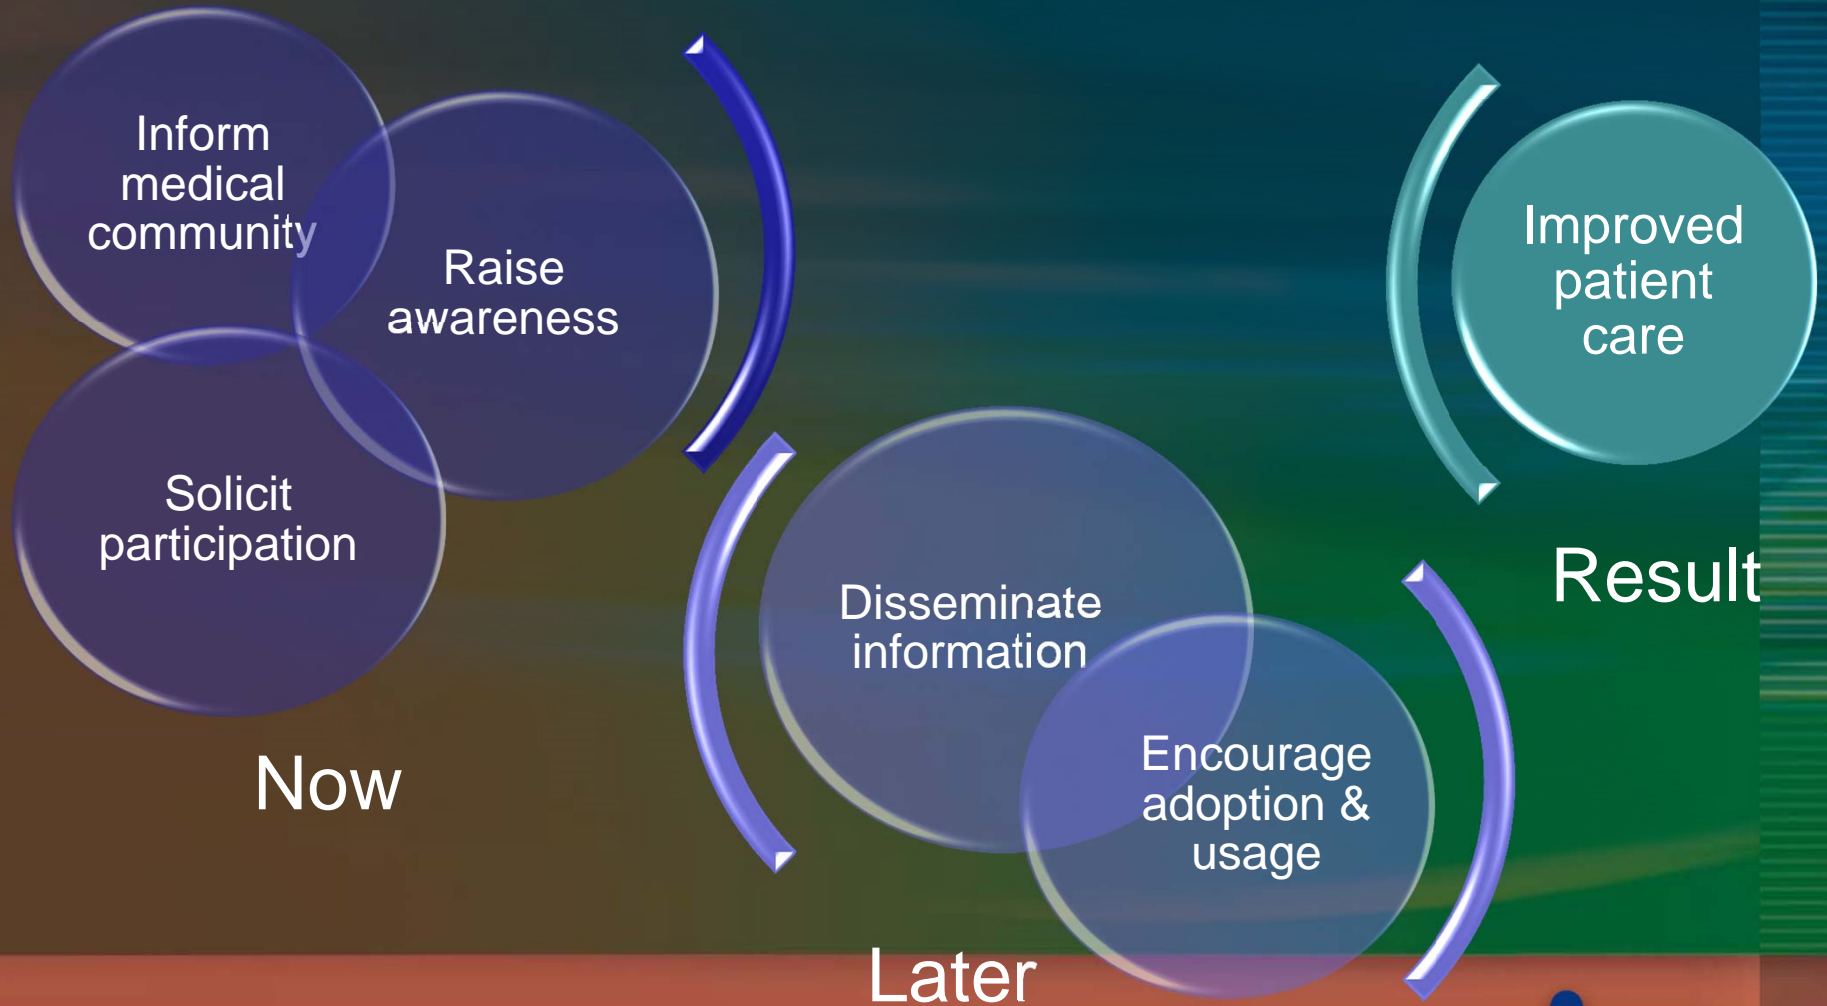 Inform
medical
community
Raise
awareness
Solicit
participation
Now
Disseminate
information
Encourage
adoption &
usage
Later
Improved
patient
care
Result